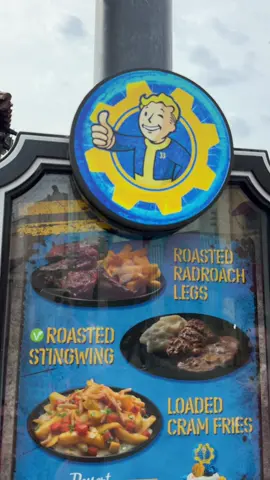 ROASTED
RADROACH
LEGS
ROASTED
STINGWING
LOADED
CRAM FRIES